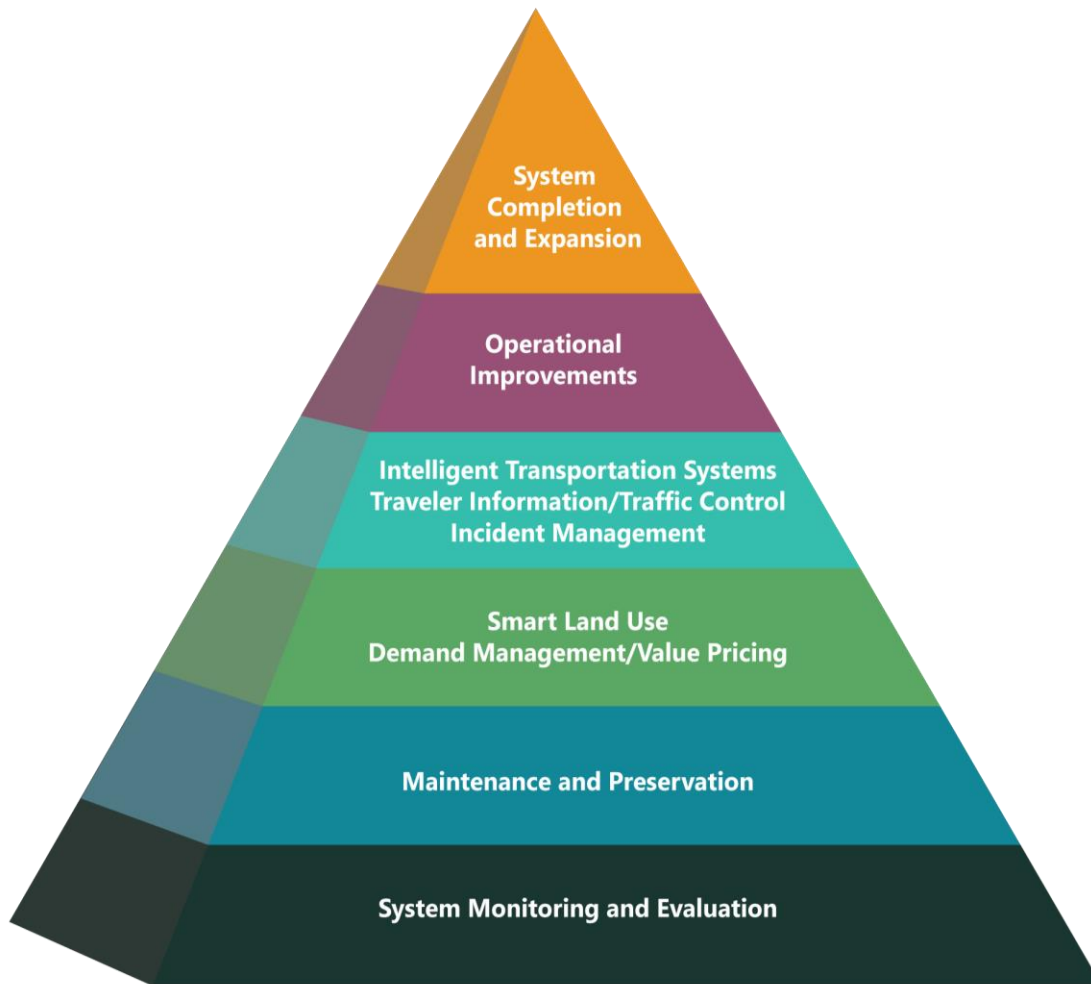 System
Completion
and Expansion
Operational
Improvements
Intelligent Transportation Systems
Traveler Information/Traffic Control
Incident Management
Smart Land Use
Demand Management/Value Pricing
Maintenance and Preservation
System Monitoring and Evaluation